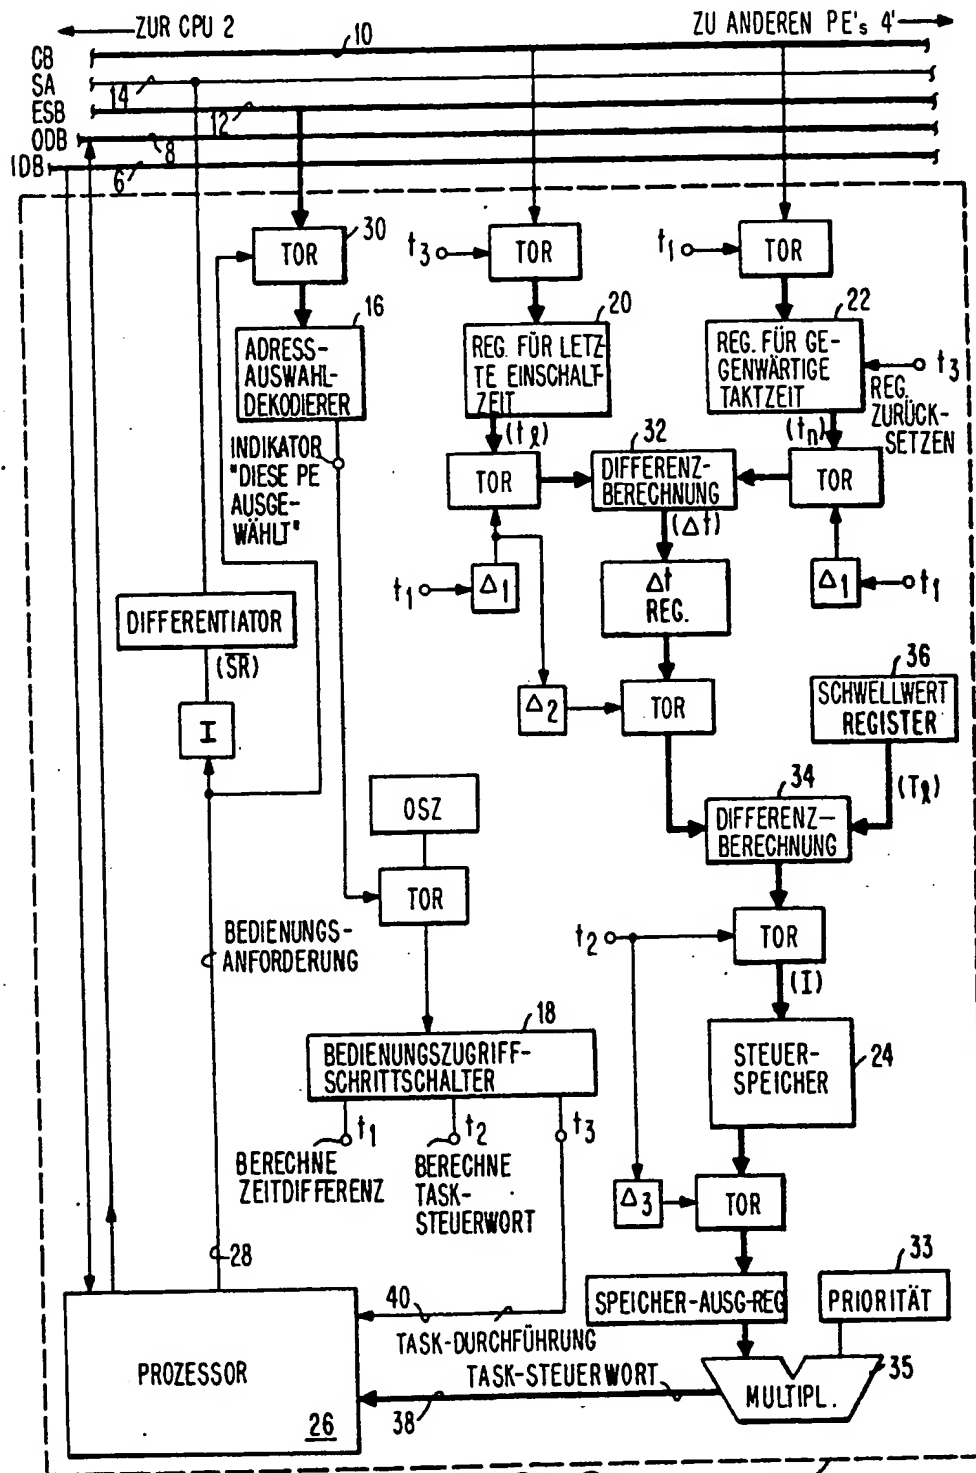 ZUR CPU 2
10
ZU ANDEREN PE's 4'
CB
SA
14
ESB
12
ODB
8
IDB
6
30
TOR
t3
TOR
t1
TOR
16
20
22
ADRESS-
AUSWAHL-
DEKODIERER
REG. FÜR LETZ-
TE EINSCHALT-
ZEIT
REG. FÜR GE-
GENWÄRTIGE
TAKTZEIT
t3
REG.
ZURÜCK-
SETZEN
(tℓ)
(tn)
INDIKATOR
"DIESE PE
AUSGE-
WÄHLT"
32
TOR
DIFFERENZ-
BERECHNUNG
TOR
(Δt)
t1
Δ1
Δt
REG.
Δ1
t1
DIFFERENTIATOR
(SR̅)
36
Δ2
TOR
SCHWELLWERT
REGISTER
I
(Tℓ)
34
OSZ
DIFFERENZ-
BERECHNUNG
TOR
t2
TOR
BEDIENUNGS-
ANFORDERUNG
(I)
18
BEDIENUNGSZUGRIFF-
SCHRITTSCHALTER
STEUER-
SPEICHER
24
t1
t2
t3
BERECHNE
ZEITDIFFERENZ
BERECHNE
TASK-
STEUERWORT
Δ3
TOR
28
33
40
SPEICHER-AUSG-REG
PRIORITÄT
TASK-DURCHFÜHRUNG
TASK-STEUERWORT
PROZESSOR
26
38
MULTIPL.
35